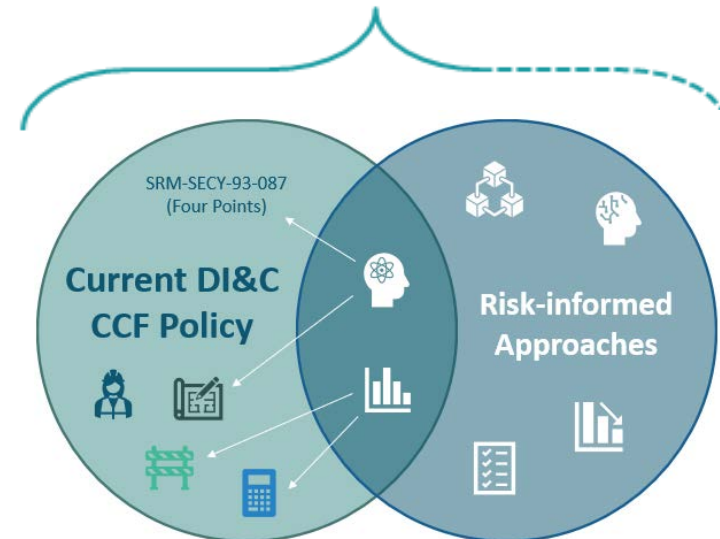 SRM-SECY-93-087
(Four Points)
Current DI&C
CCF Policy
Risk-informed
Approaches